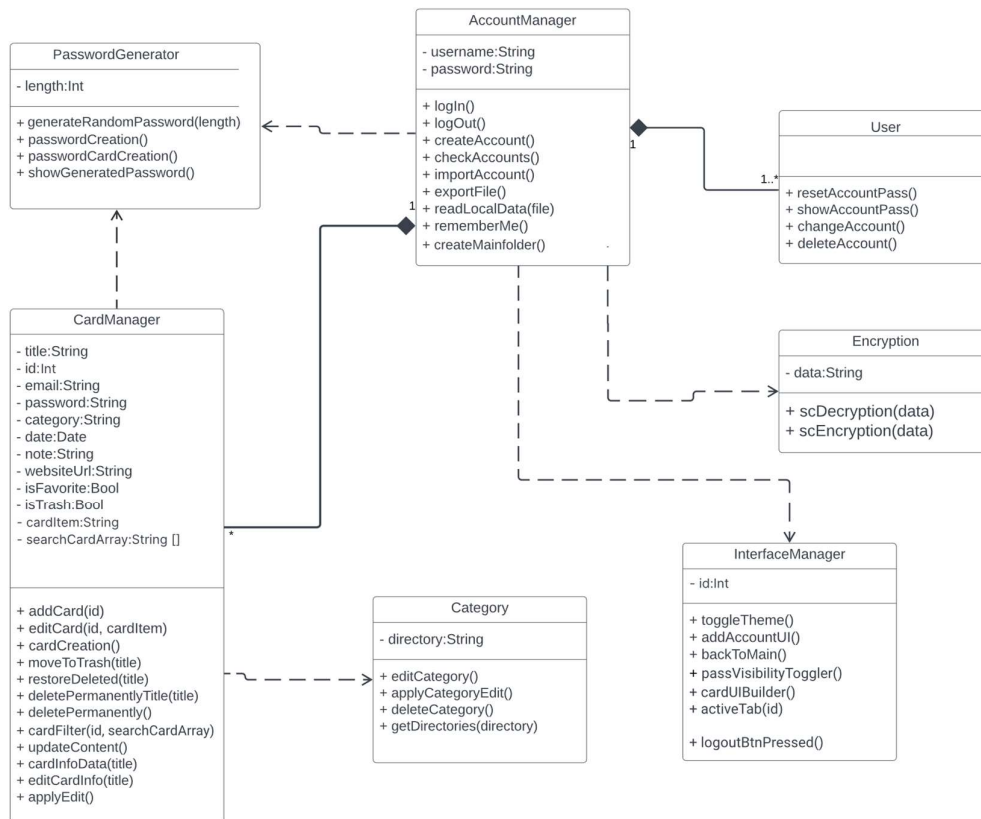 AccountManager
- username:String
- password:String
+ logIn()
+ logOut()
+ createAccount()
+ checkAccounts()
+ importAccount()
+ exportFile()
+ readLocalData(file)
+ rememberMe()
+ createMainfolder()
PasswordGenerator
- length:Int
+ generateRandomPassword(length)
+ passwordCreation()
+ passwordCardCreation()
+ showGeneratedPassword()
1
1
1..*
User
+ resetAccountPass()
+ showAccountPass()
+ changeAccount()
+ deleteAccount()
CardManager
- title:String
- id:Int
- email:String
- password:String
- category:String
- date:Date
- note:String
- websiteUrl:String
- isFavorite:Bool
- isTrash:Bool
- cardItem:String
- searchCardArray:String []
*
+ addCard(id)
+ editCard(id, cardItem)
+ cardCreation()
+ moveToTrash(title)
+ restoreDeleted(title)
+ deletePermanentlyTitle(title)
+ deletePermanently()
+ cardFilter(id, searchCardArray)
+ updateContent()
+ cardInfoData(title)
+ editCardInfo(title)
+ applyEdit()
Encryption
- data:String
+ scDecryption(data)
+ scEncryption(data)
Category
- directory:String
+ editCategory()
+ applyCategoryEdit()
+ deleteCategory()
+ getDirectories(directory)
InterfaceManager
- id:Int
+ toggleTheme()
+ addAccountUI()
+ backToMain()
+ passVisibilityToggler()
+ cardUIBuilder()
+ activeTab(id)
+ logoutBtnPressed()